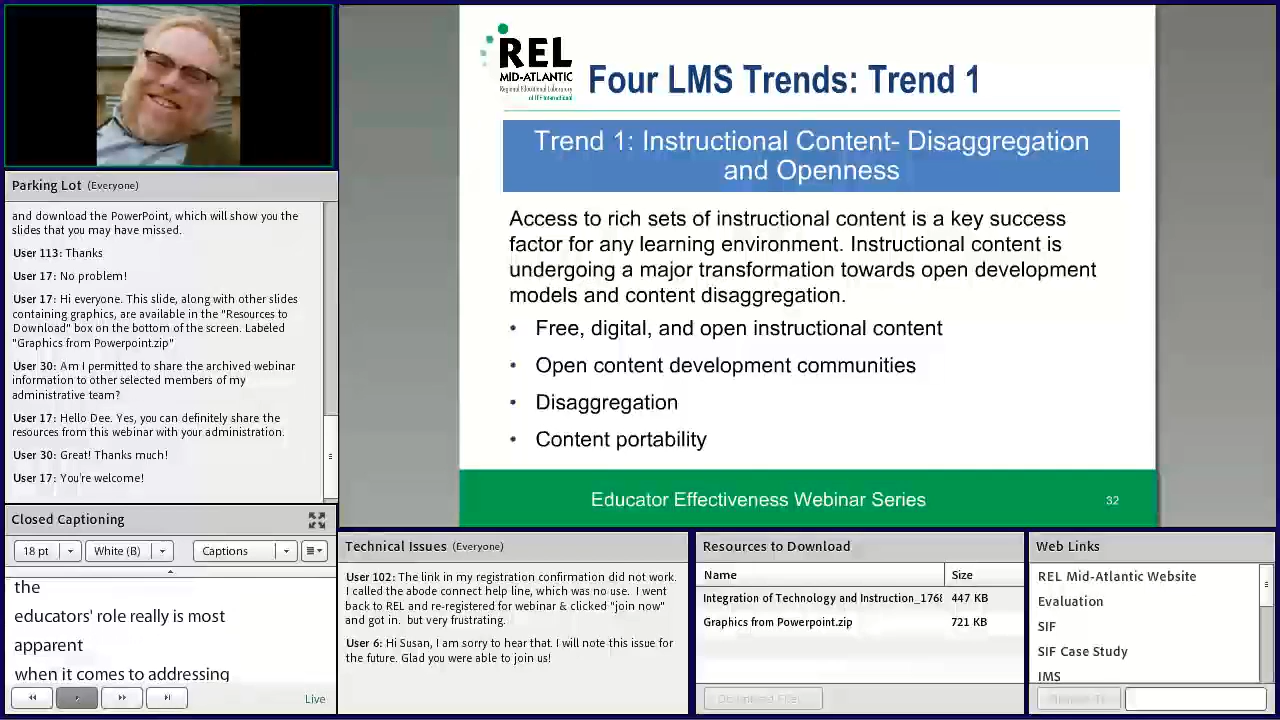 REL
MID-ATLANTIC
Regional Educational Laboratory
at ICF International
Four LMS Trends: Trend 1
Trend 1: Instructional Content- Disaggregation
and Openness
Access to rich sets of instructional content is a key success
factor for any learning environment. Instructional content is
undergoing a major transformation towards open development
models and content disaggregation.
• Free, digital, and open instructional content
• Open content development communities
• Disaggregation
• Content portability
Educator Effectiveness Webinar Series
32
Parking Lot (Everyone)
and download the PowerPoint, which will show you the
slides that you may have missed.
User 113: Thanks
User 17: No problem!
User 17: Hi everyone. This slide, along with other slides
containing graphics, are available in the "Resources to
Download" box on the bottom of the screen. Labeled
"Graphics from Powerpoint.zip"
User 30: Am I permitted to share the archived webinar
information to other selected members of my
administrative team?
User 17: Hello Dee. Yes, you can definitely share the
resources from this webinar with your administration.
User 30: Great! Thanks much!
User 17: You're welcome!
Closed Captioning
18 pt
White (B)
Captions
the
educators' role really is most
apparent
when it comes to addressing
Live
Technical Issues (Everyone)
User 102: The link in my registration confirmation did not work.
I called the abode connect help line, which was no use. I went
back to REL and re-registered for webinar & clicked "join now"
and got in. but very frustrating.
User 6: Hi Susan, I am sorry to hear that. I will note this issue for
the future. Glad you were able to join us!
Resources to Download
Name Size
Integration of Technology and Instruction_176 447 KB
Graphics from Powerpoint.zip 721 KB
Web Links
REL Mid-Atlantic Website
Evaluation
SIF
SIF Case Study
IMS